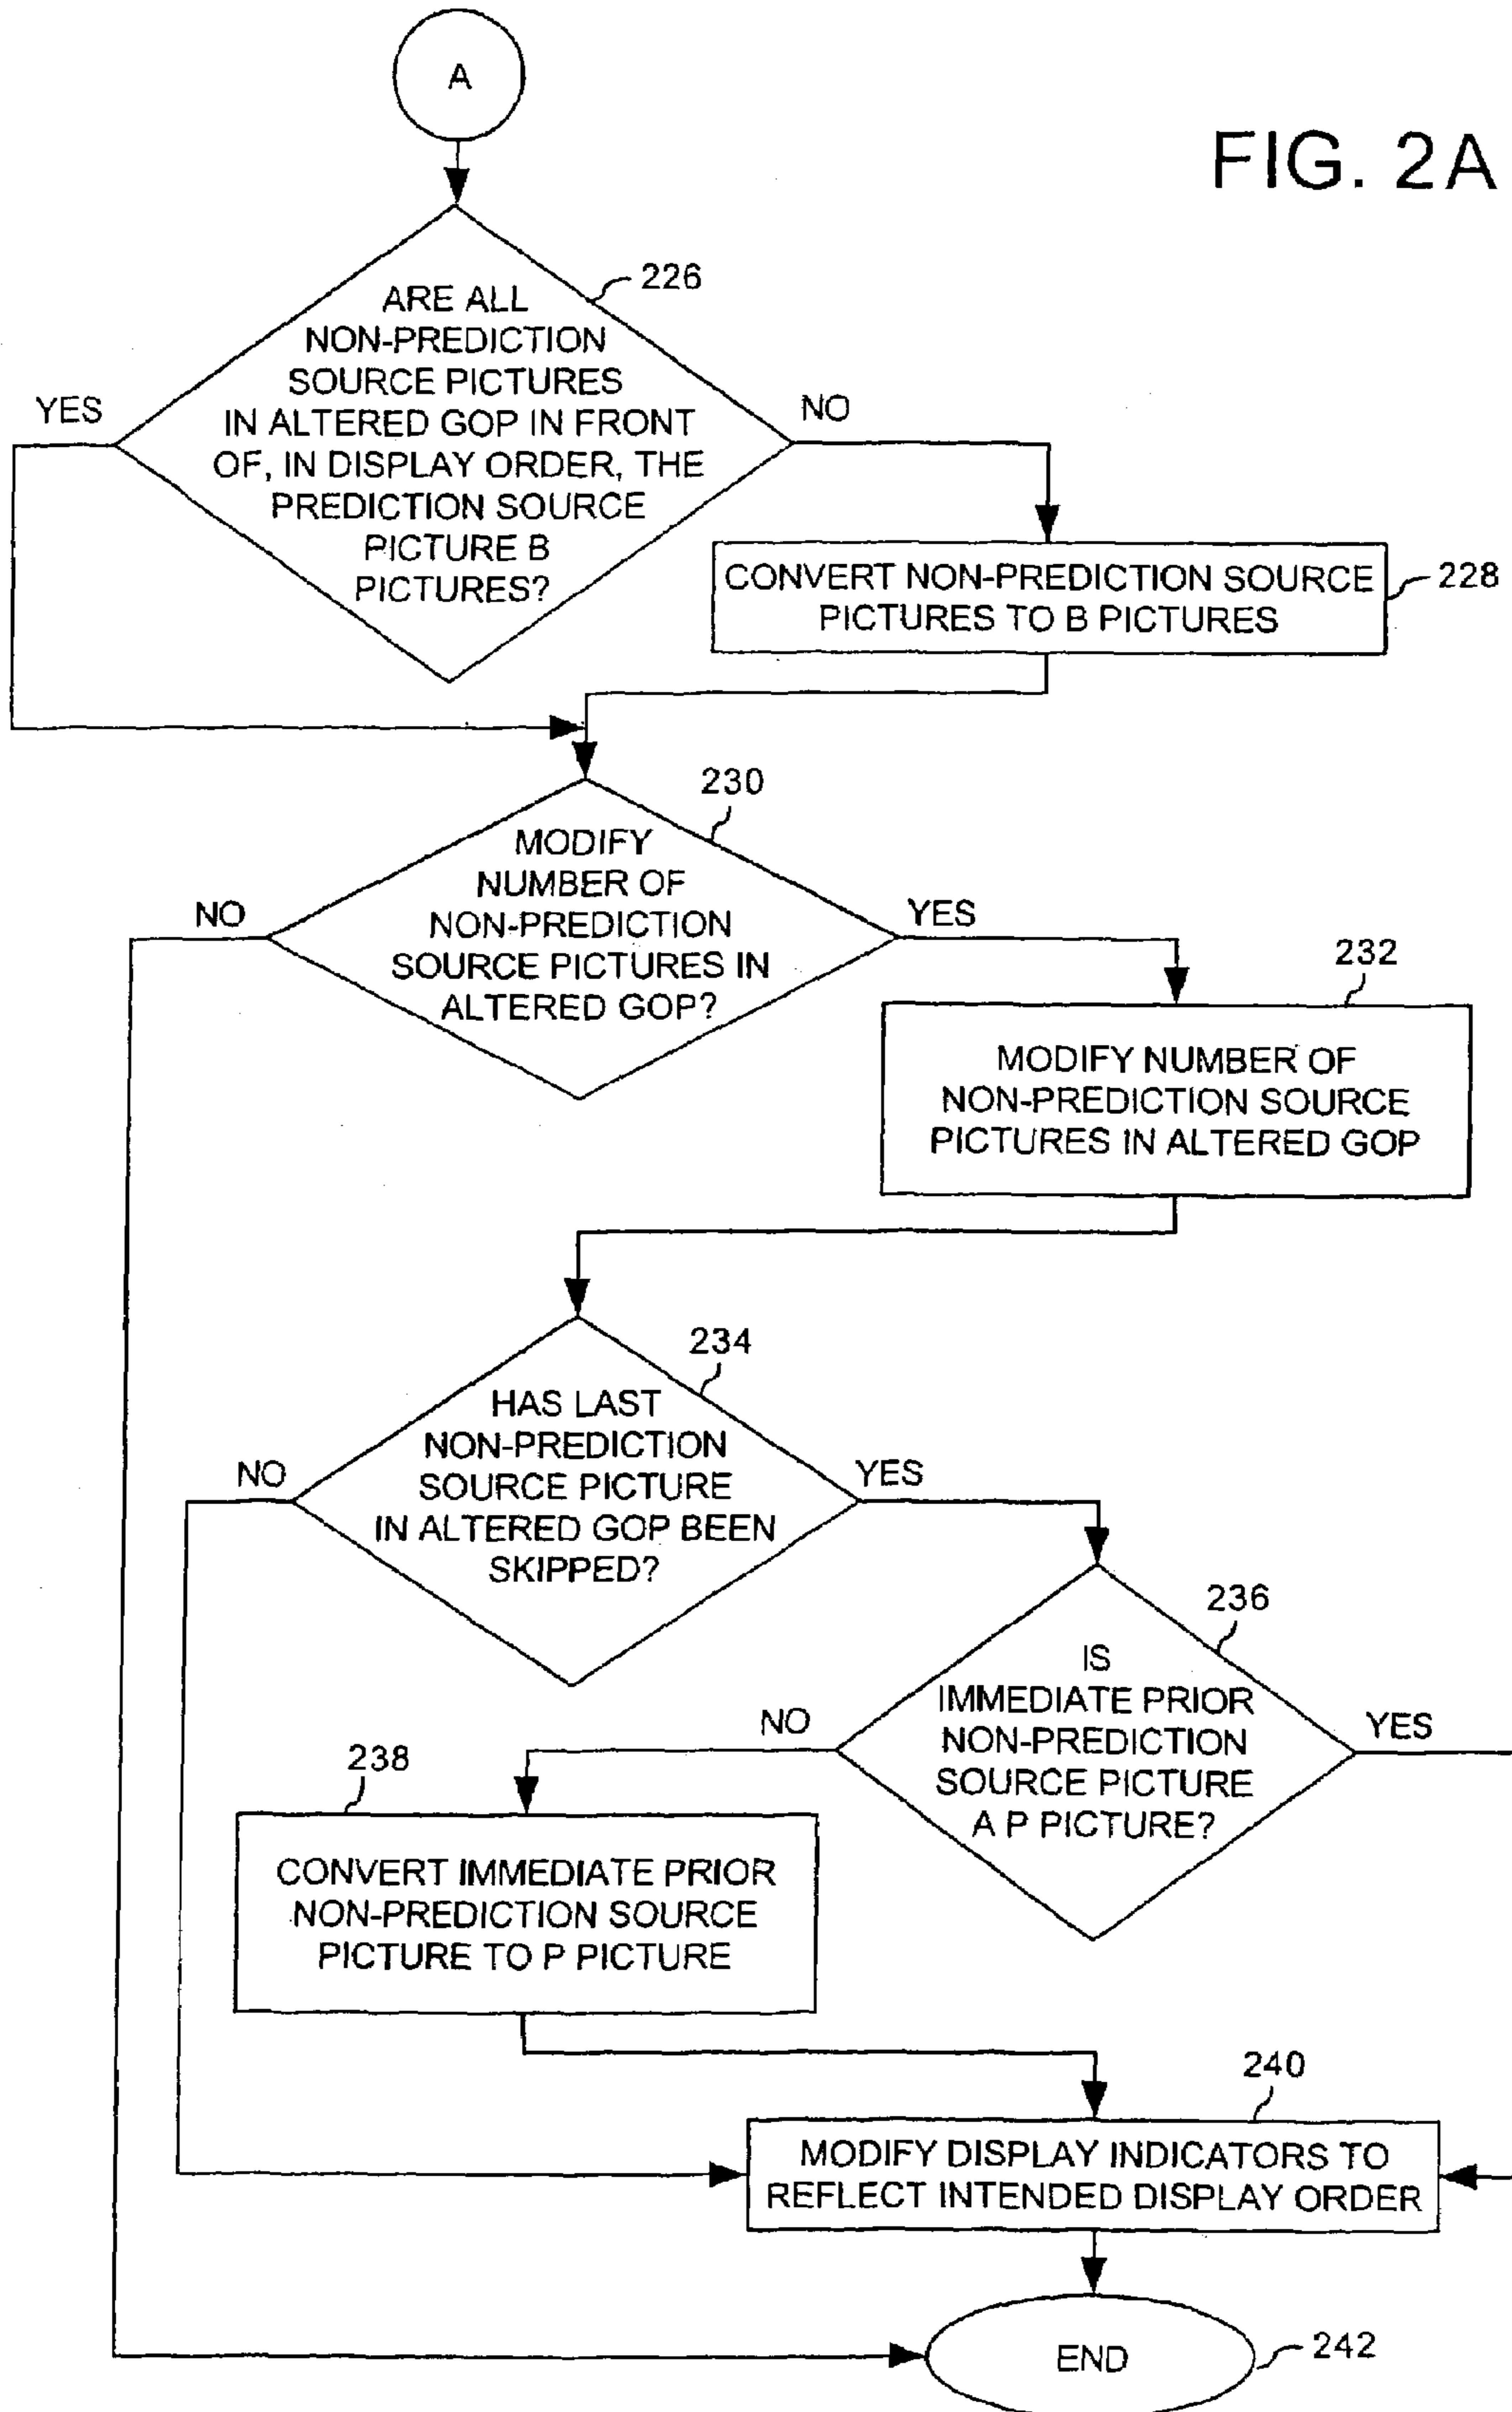 A
FIG. 2A
226
ARE ALL
NON-PREDICTION
SOURCE PICTURES
IN ALTERED GOP IN FRONT
OF, IN DISPLAY ORDER, THE
PREDICTION SOURCE
PICTURE B
PICTURES?
YES
NO
CONVERT NON-PREDICTION SOURCE
PICTURES TO B PICTURES
228
230
MODIFY
NUMBER OF
NON-PREDICTION
SOURCE PICTURES IN
ALTERED GOP?
NO
YES
232
MODIFY NUMBER OF
NON-PREDICTION SOURCE
PICTURES IN ALTERED GOP
234
HAS LAST
NON-PREDICTION
SOURCE PICTURE
IN ALTERED GOP BEEN
SKIPPED?
NO
YES
236
IS
IMMEDIATE PRIOR
NON-PREDICTION
SOURCE PICTURE
A P PICTURE?
NO
YES
238
CONVERT IMMEDIATE PRIOR
NON-PREDICTION SOURCE
PICTURE TO P PICTURE
240
MODIFY DISPLAY INDICATORS TO
REFLECT INTENDED DISPLAY ORDER
END
242